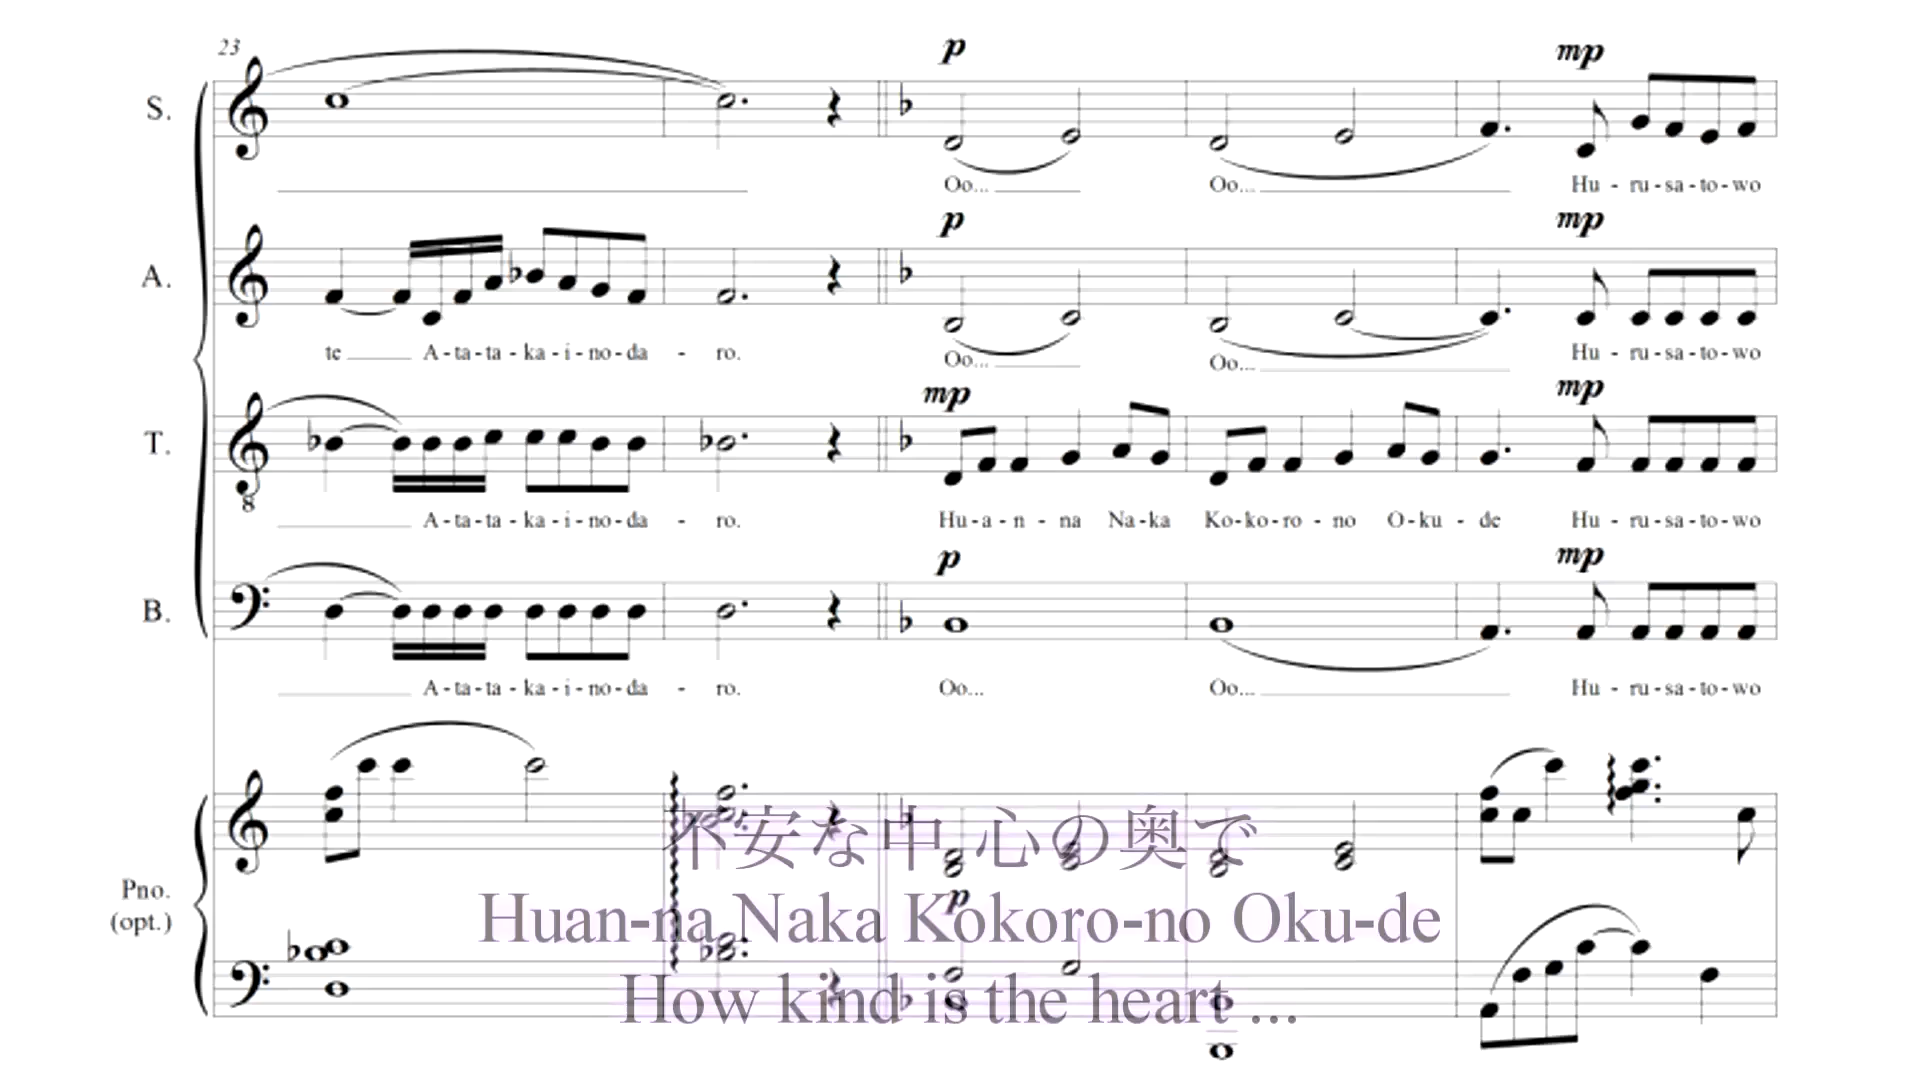 23
p mp
S.
Oo... Oo... Hu - ru - sa - to - wo
p mp
A.
te A - ta - ta - ka - i - no - da - ro. Oo... Oo... Hu - ru - sa - to - wo
mp mp
T.
8
A - ta - ta - ka - i - no - da - ro. Hu - a - n - na Na - ka Ko - ko - ro - no O - ku - de Hu - ru - sa - to - wo
p mp
B.
A - ta - ta - ka - i - no - da - ro. Oo... Oo... Hu - ru - sa - to - wo
不安な中 心の奥で
Pno.
(opt.)
p
Huan-na Naka Kokoro-no Oku-de
How kind is the heart ...